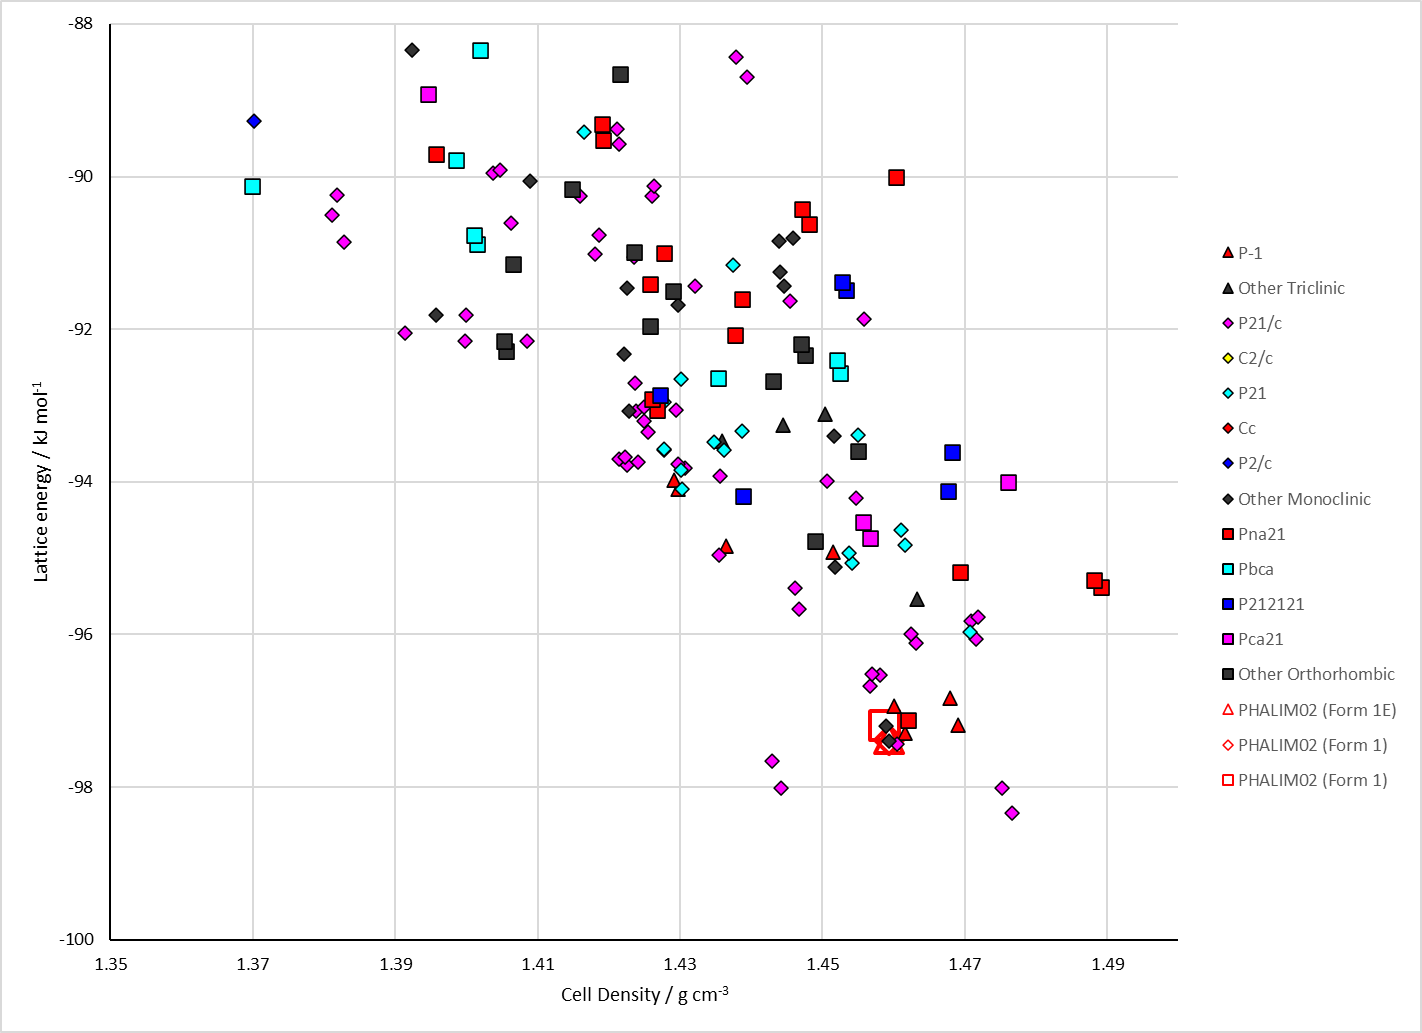 -88
-90
-92
-94
-96
-98
-100
Lattice energy / kJ mol⁻¹
1.35 1.37 1.39 1.41 1.43 1.45 1.47 1.49
Cell Density / g cm⁻³
P-1
Other Triclinic
P21/c
C2/c
P21
Cc
P2/c
Other Monoclinic
Pna21
Pbca
P212121
Pca21
Other Orthorhombic
PHALIM02 (Form 1E)
PHALIM02 (Form 1)
PHALIM02 (Form 1)